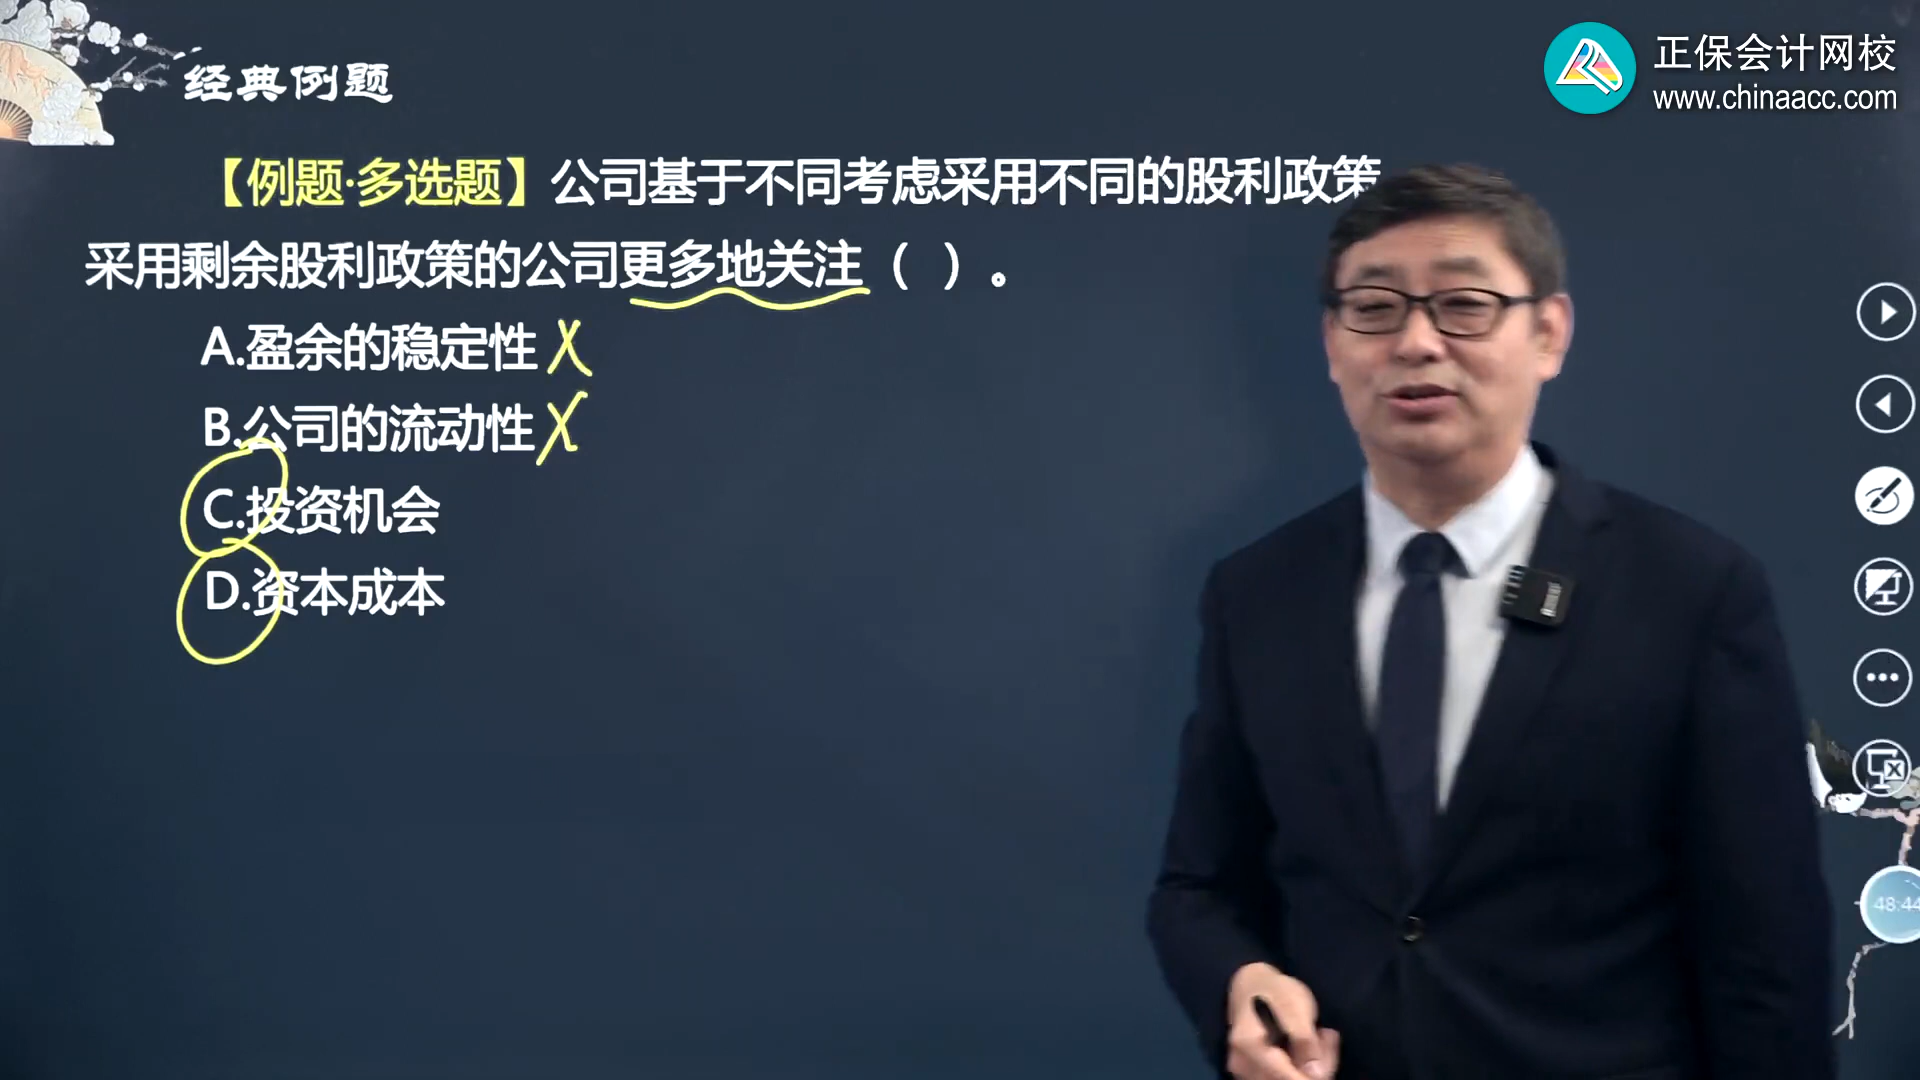 正保会计网校
www.chinaacc.com
经典例题
【例题·多选题】公司基于不同考虑采用不同的股利政策
采用剩余股利政策的公司更多地关注（ ）。
A.盈余的稳定性 X
B.公司的流动性 X
C.投资机会
D.资本成本
48:44